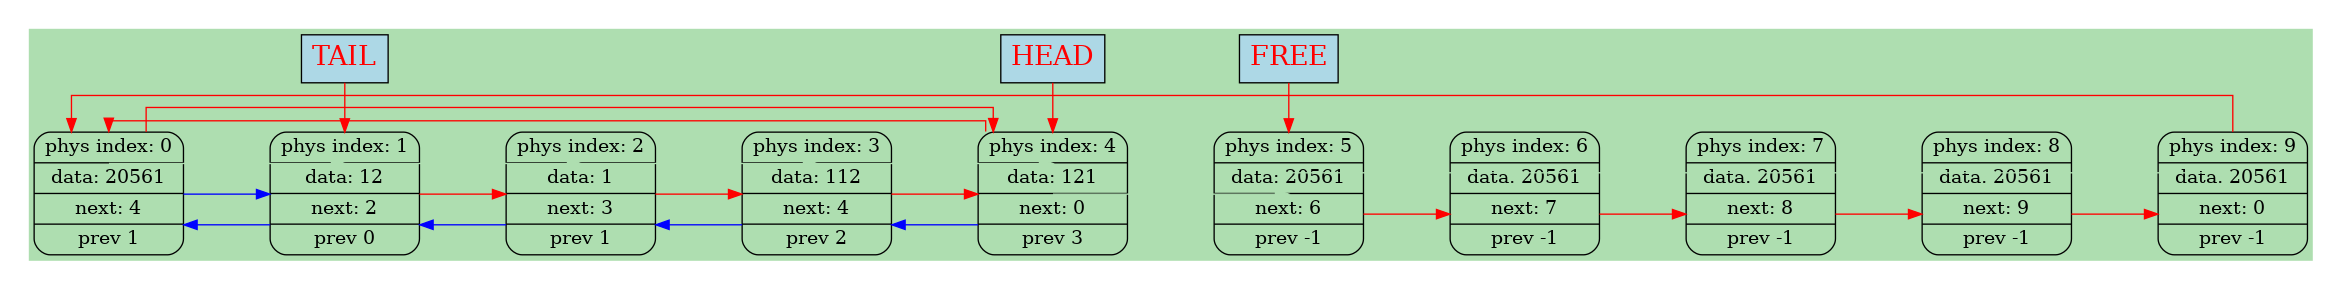 TAIL
HEAD
FREE
phys index: 0
data: 20561
next: 4
prev 1
phys index: 1
data: 12
next: 2
prev 0
phys index: 2
data: 1
next: 3
prev 1
phys index: 3
data: 112
next: 4
prev 2
phys index: 4
data: 121
next: 0
prev 3
phys index: 5
data: 20561
next: 6
prev -1
phys index: 6
data. 20561
next: 7
prev -1
phys index: 7
data. 20561
next: 8
prev -1
phys index: 8
data. 20561
next: 9
prev -1
phys index: 9
data. 20561
next: 0
prev -1